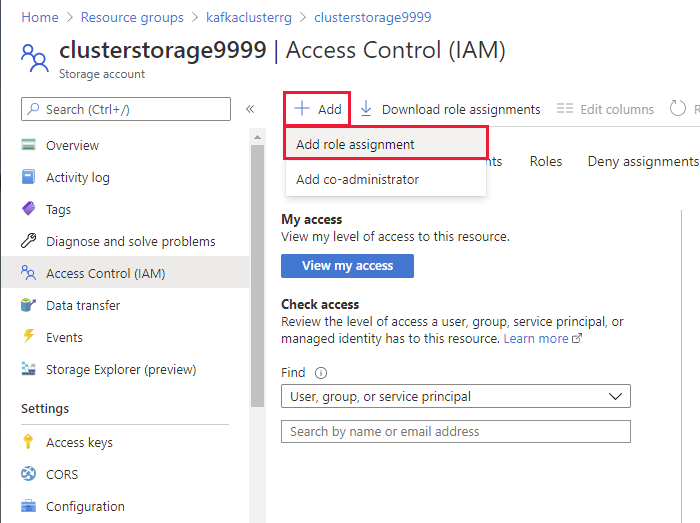 Home > Resource groups > kafkaclusterrg > clusterstorage9999
clusterstorage9999 | Access Control (IAM)
Storage account
Search (Ctrl+/) «
+ Add Download role assignments Edit columns
Add role assignment
Add co-administrator
Roles Deny assignments
Overview
Activity log
Tags
Diagnose and solve problems
Access Control (IAM)
Data transfer
Events
Storage Explorer (preview)
Settings
Access keys
CORS
Configuration
My access
View my level of access to this resource.
View my access
Check access
Review the level of access a user, group, service principal, or
managed identity has to this resource. Learn more
Find
User, group, or service principal
Search by name or email address